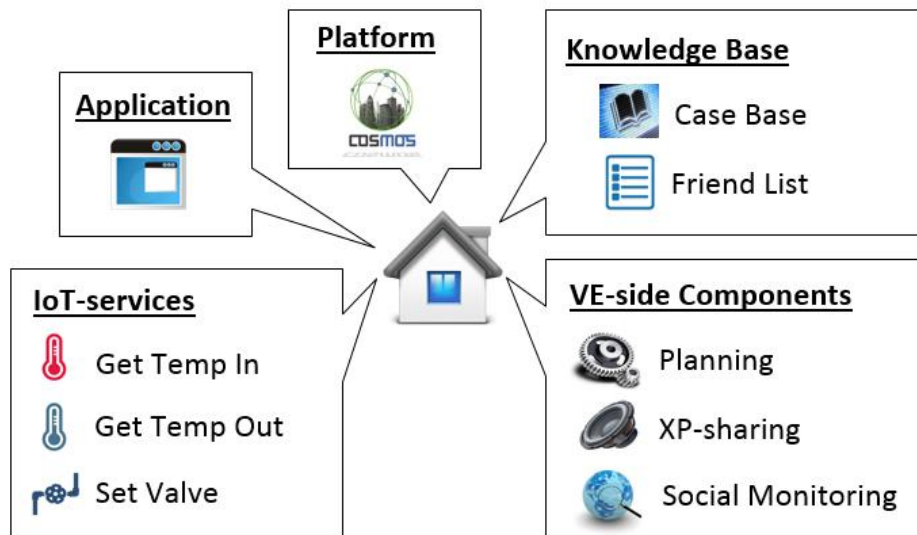 Platform
COSMOS
Application
Knowledge Base
Case Base
Friend List
IoT-services
Get Temp In
Get Temp Out
Set Valve
VE-side Components
Planning
XP-sharing
Social Monitoring